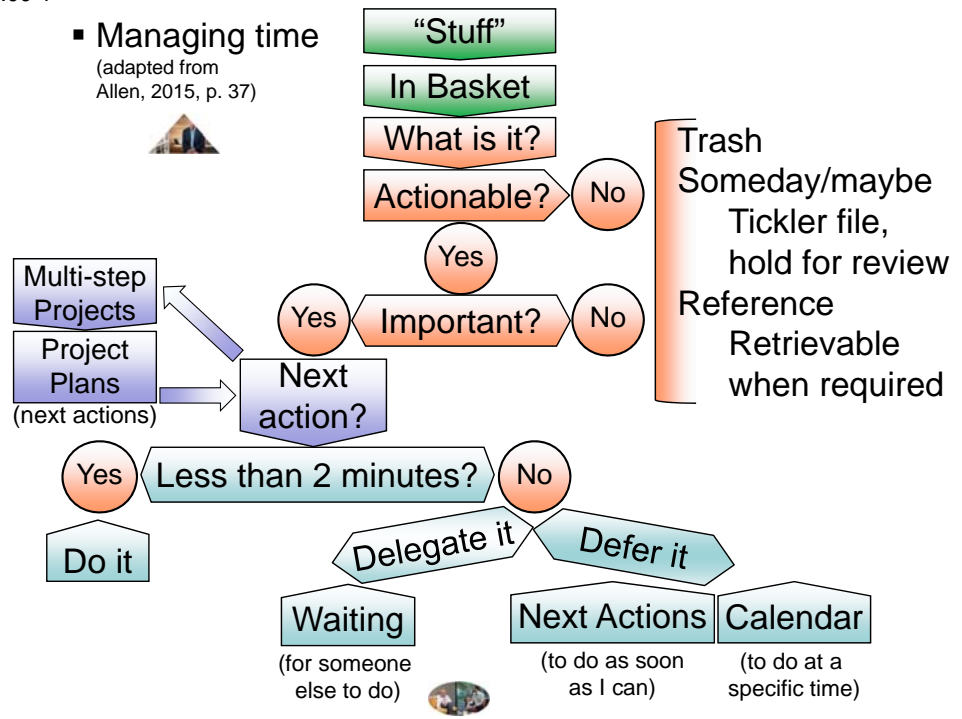 ▪ Managing time
(adapted from
Allen, 2015, p. 37)
“Stuff”
In Basket
What is it?
Actionable?
No
Yes
Trash
Someday/maybe
Tickler file,
hold for review
Reference
Retrievable
when required
Yes
Important?
No
Multi-step
Projects
Project
Plans
(next actions)
Next
action?
Yes
Less than 2 minutes?
No
Do it
Delegate it
Defer it
Waiting
(for someone
else to do)
Next Actions
(to do as soon
as I can)
Calendar
(to do at a
specific time)